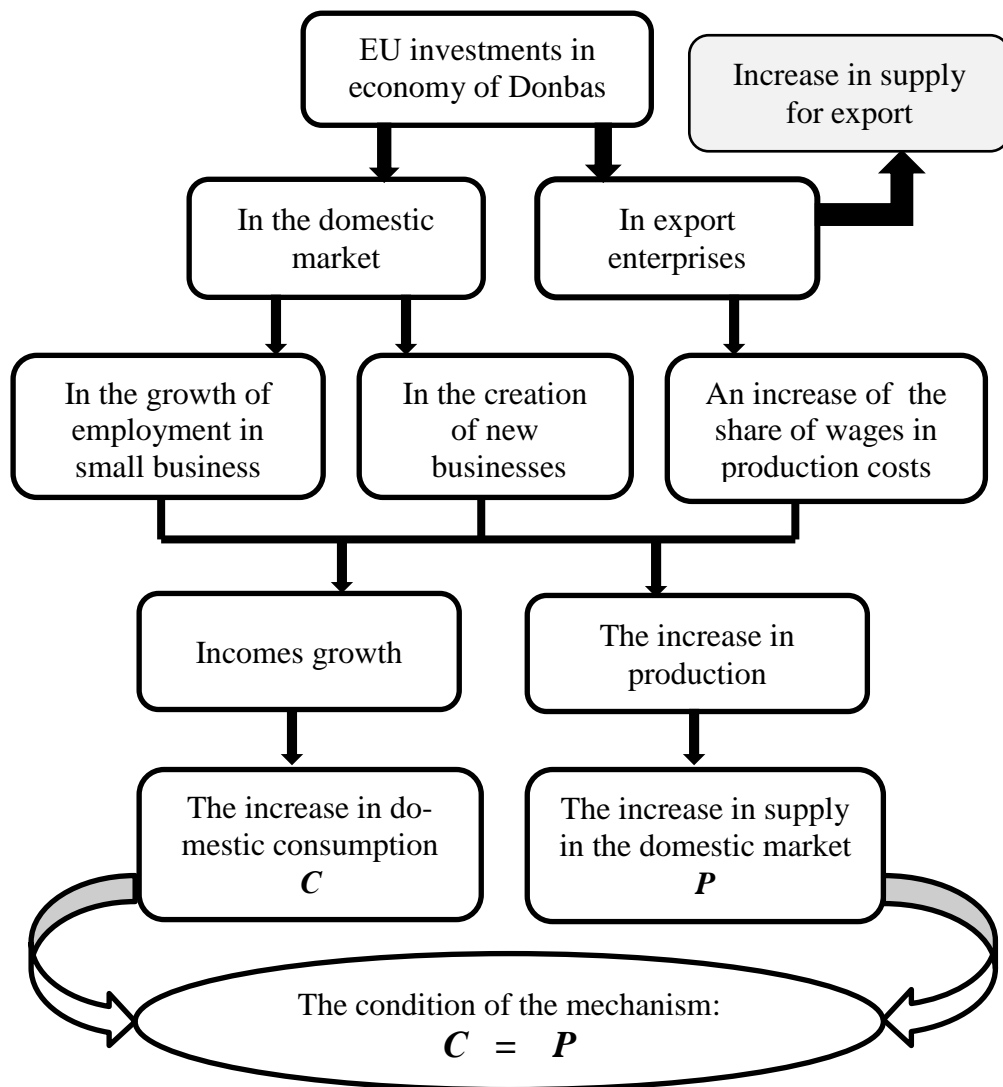 EU investments in
economy of Donbas
Increase in supply
for export
In the domestic
market
In export
enterprises
In the growth of
employment in
small business
In the creation
of new
businesses
An increase of the
share of wages in
production costs
Incomes growth
The increase in
production
The increase in do-
mestic consumption
C
The increase in supply
in the domestic market
P
The condition of the mechanism:
C = P